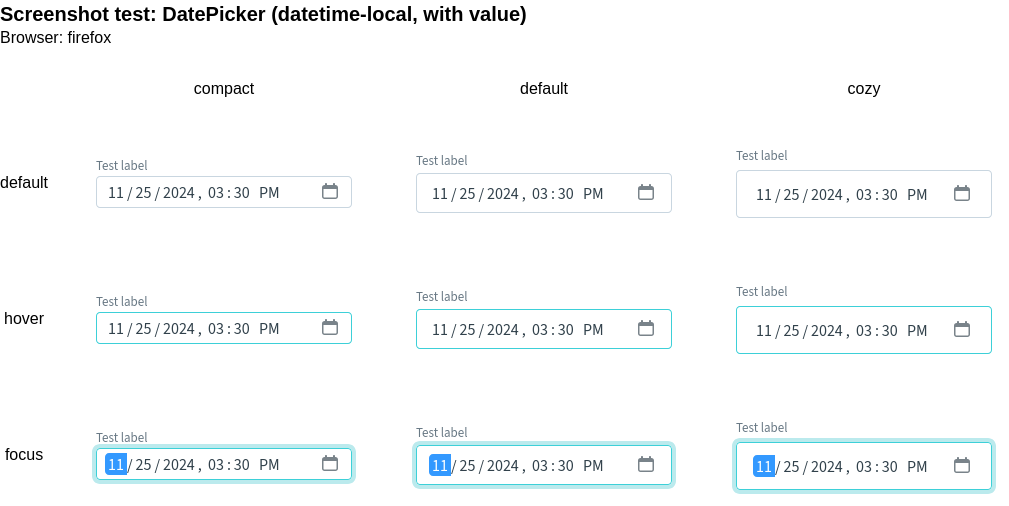 Screenshot test: DatePicker (datetime-local, with value)
Browser: firefox
compact default cozy
default
Test label Test label Test label
11/25/2024, 03:30 PM 11/25/2024, 03:30 PM 11/25/2024, 03:30 PM
hover
Test label Test label Test label
11/25/2024, 03:30 PM 11/25/2024, 03:30 PM 11/25/2024, 03:30 PM
focus
Test label Test label Test label
11/25/2024, 03:30 PM 11/25/2024, 03:30 PM 11/25/2024, 03:30 PM